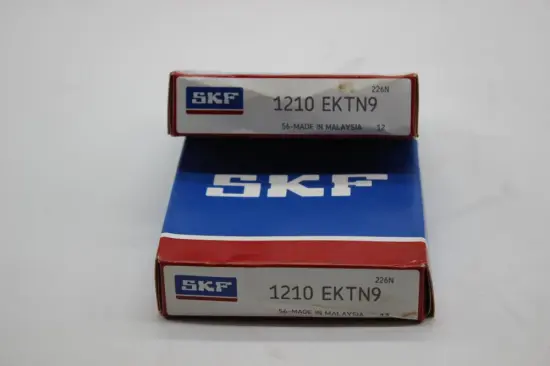 SKF
226N
1210 EKTN9
56-MADE IN MALAYSIA 12
SKF
SKF
226N
1210 EKTN9
56-MADE IN MALAYSIA